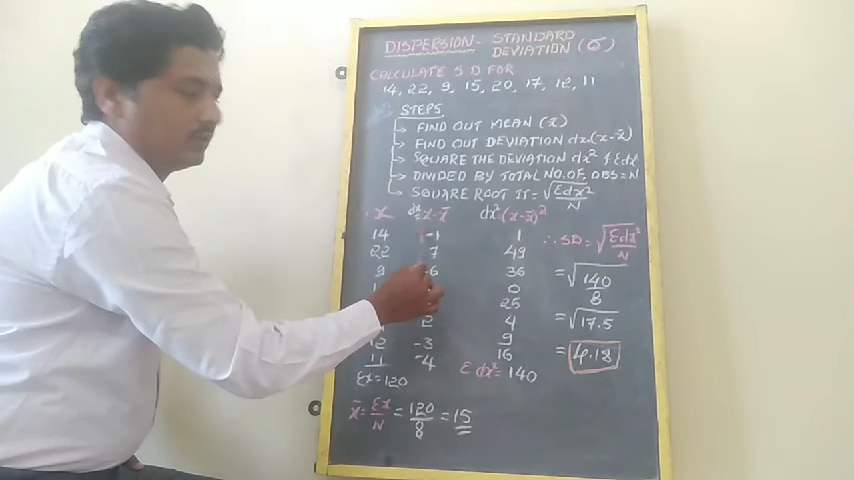 DISPERSION - STANDARD
DEVIATION (σ)
CALCULATE S.D FOR
14, 22, 9, 15, 20, 17, 12, 11
STEPS
FIND OUT MEAN (x̄)
FIND OUT DEVIATION dx(x-x̄)
SQUARE THE DEVIATION dx² & Σdx
DIVIDED BY TOTAL NO.OF. OBS=N
SQUARE ROOT IT = √Σdx²/N
x dx=x-x̄ dx²=(x-x̄)²
14 -1 1 ∴ SD = √Σdx²/N
22 7 49
9 -6 36 = √140/8
0
25
2 4 = √17.5
12 -3 9
11 -4 16 = 4.18
Σx=120 Σdx²=140
x̄ = Σx/N = 120/8 = 15